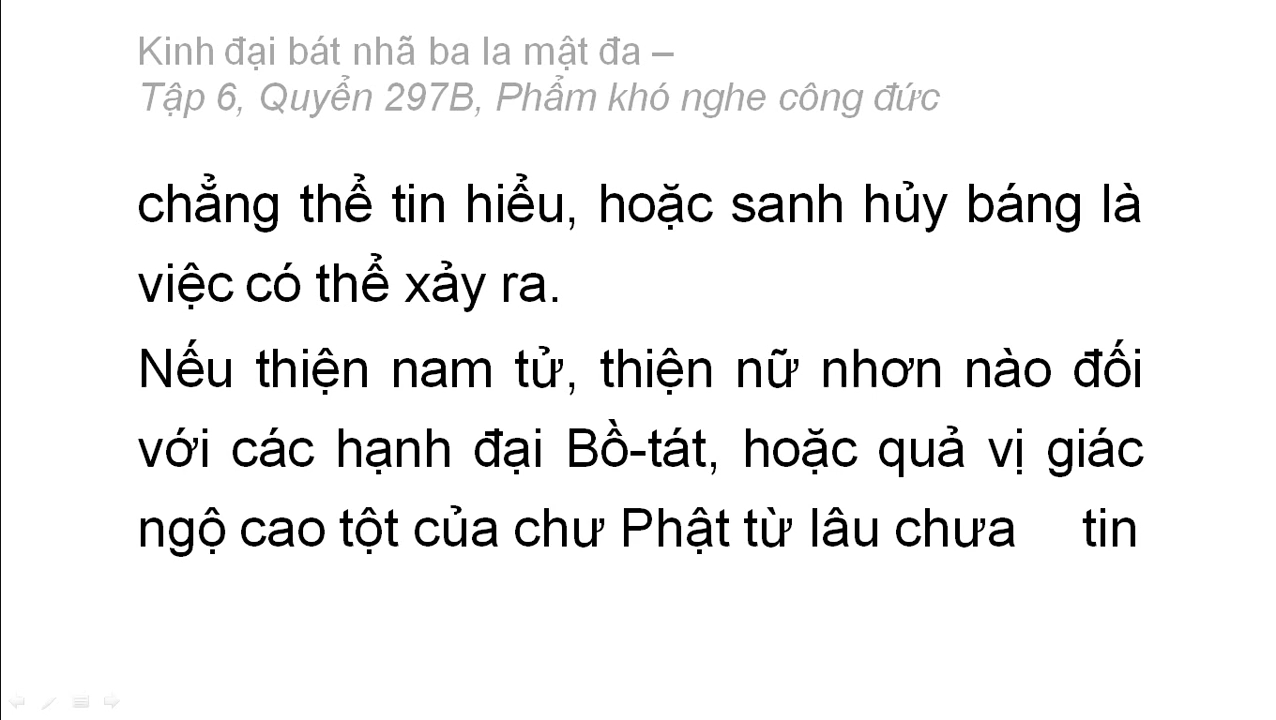 Kinh đại bát nhã ba la mật đa –
Tập 6, Quyển 297B, Phẩm khó nghe công đức
chẳng thể tin hiểu, hoặc sanh hủy báng là
việc có thể xảy ra.
Nếu thiện nam tử, thiện nữ nhơn nào đối
với các hạnh đại Bồ-tát, hoặc quả vị giác
ngộ cao tột của chư Phật từ lâu chưa tin